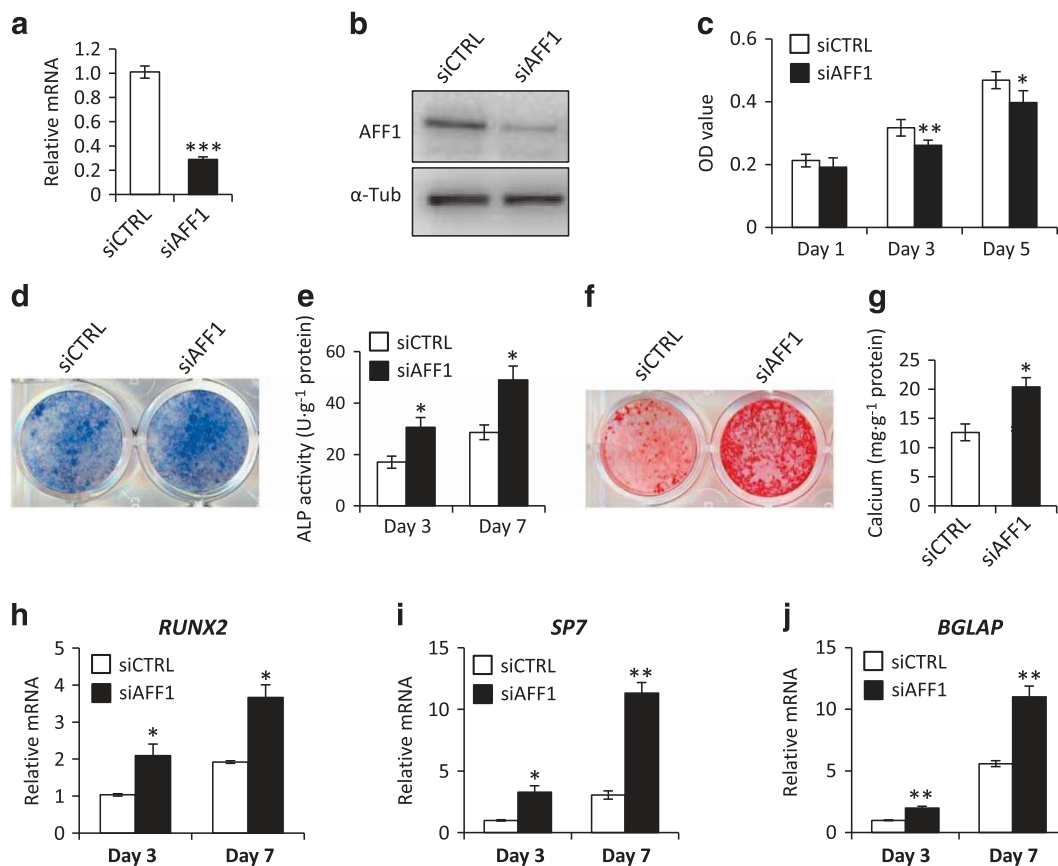 a
Relative mRNA
1.2
1.0
0.8
0.6
0.4
0.2
0
***
siCTRL
siAFF1
b
siCTRL
siAFF1
AFF1
α-Tub
c
OD value
0.6
0.4
0.2
0
siCTRL
siAFF1
**
*
Day 1
Day 3
Day 5
d
siCTRL
siAFF1
e
ALP activity (U·g⁻¹ protein)
60
40
20
0
siCTRL
siAFF1
*
*
Day 3
Day 7
f
siCTRL
siAFF1
g
Calcium (mg·g⁻¹ protein)
25
20
15
10
5
0
*
siCTRL
siAFF1
h
RUNX2
Relative mRNA
5
4
3
2
1
0
siCTRL
siAFF1
*
*
Day 3
Day 7
i
SP7
Relative mRNA
15
10
5
0
siCTRL
siAFF1
*
**
Day 3
Day 7
j
BGLAP
Relative mRNA
15
10
5
0
siCTRL
siAFF1
**
**
Day 3
Day 7